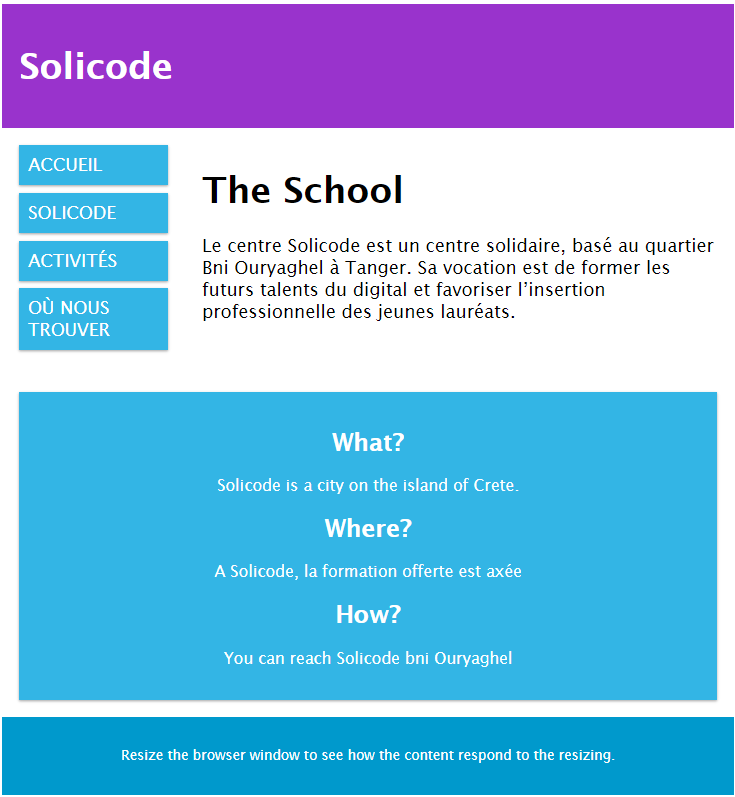 Solicode
ACCUEIL
SOLICODE
ACTIVITÉS
OÙ NOUS
TROUVER
The School
Le centre Solicode est un centre solidaire, basé au quartier
Bni Ouryaghel à Tanger. Sa vocation est de former les
futurs talents du digital et favoriser l’insertion
professionnelle des jeunes lauréats.
What?
Solicode is a city on the island of Crete.
Where?
A Solicode, la formation offerte est axée
How?
You can reach Solicode bni Ouryaghel
Resize the browser window to see how the content respond to the resizing.